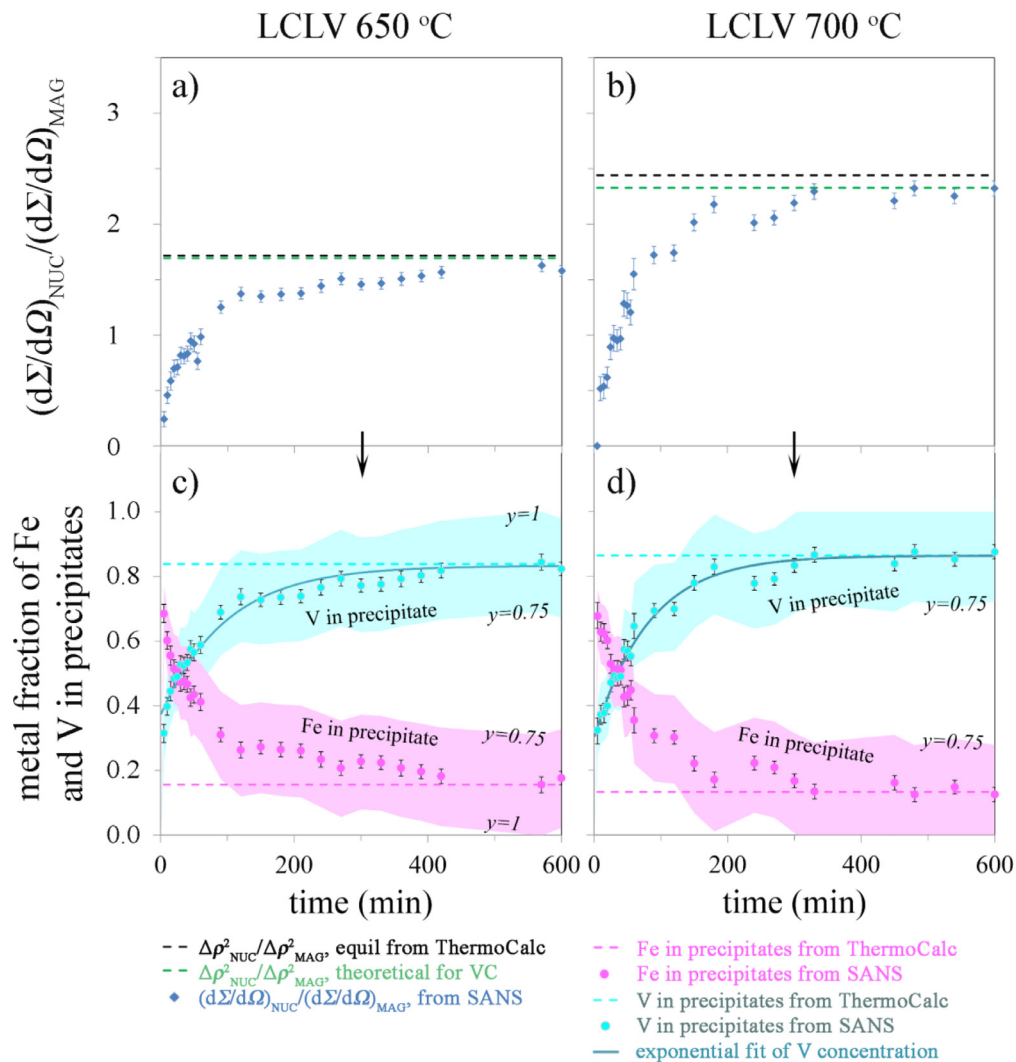 LCLV 650 °C
LCLV 700 °C
(dΣ/dΩ)NUC/(dΣ/dΩ)MAG
a)
b)
3
2
1
0
metal fraction of Fe
and V in precipitates
c)
d)
1.0
0.8
0.6
0.4
0.2
0.0
y=1
V in precipitate
y=0.75
Fe in precipitate
y=0.75
y=1
V in precipitate
y=0.75
Fe in precipitate
0 200 400 600
0 200 400 600
time (min)
time (min)
Δρ²NUC/Δρ²MAG, equil from ThermoCalc
Δρ²NUC/Δρ²MAG, theoretical for VC
(dΣ/dΩ)NUC/(dΣ/dΩ)MAG, from SANS
Fe in precipitates from ThermoCalc
Fe in precipitates from SANS
V in precipitates from ThermoCalc
V in precipitates from SANS
exponential fit of V concentration